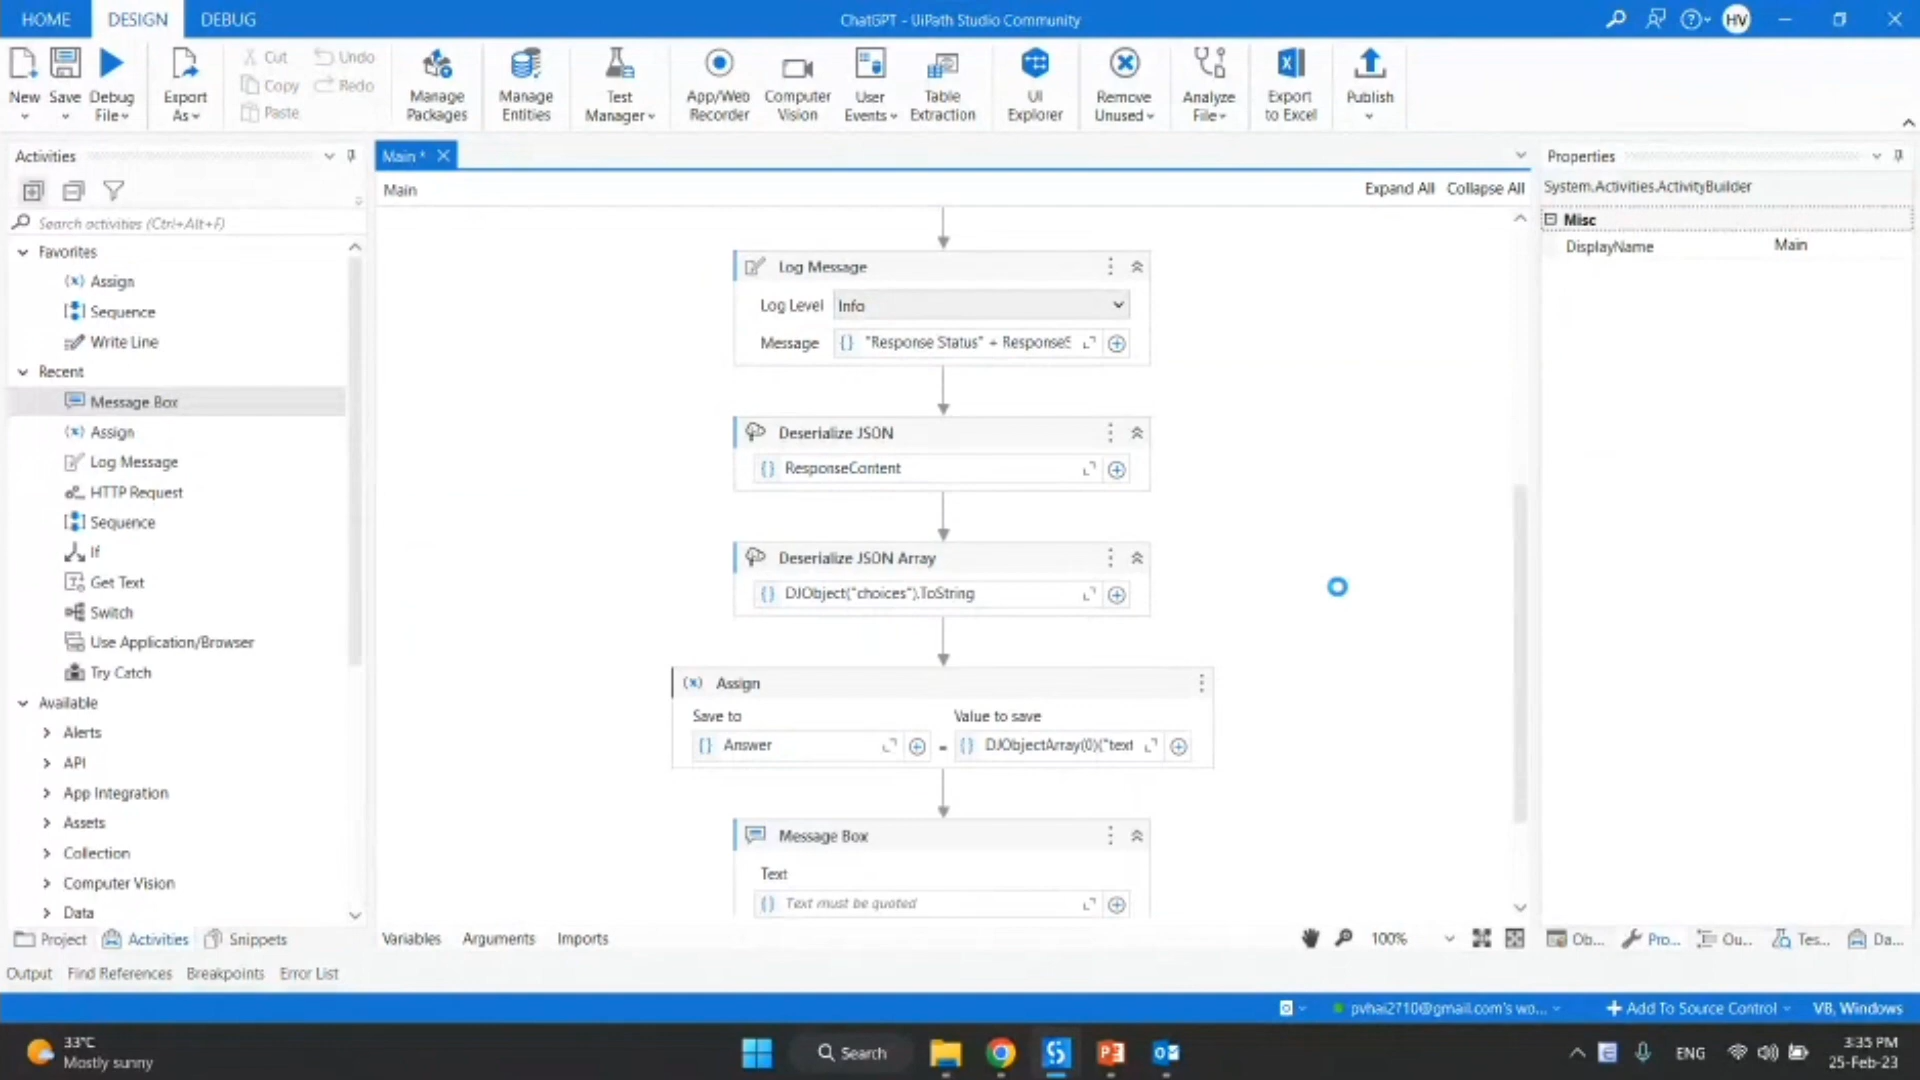 HOME
DESIGN
DEBUG
ChatGPT - UiPath Studio Community
HV
New
Save
Debug File
Export As
Cut
Copy
Paste
Undo
Redo
Manage Packages
Manage Entities
Test Manager
App/Web Recorder
Computer Vision
User Events
Table Extraction
UI Explorer
Remove Unused
Analyze File
Export to Excel
Publish
Activities
Search activities (Ctrl+Alt+F)
Favorites
Assign
Sequence
Write Line
Recent
Message Box
Assign
Log Message
HTTP Request
Sequence
If
Get Text
Switch
Use Application/Browser
Try Catch
Available
Alerts
API
App Integration
Assets
Collection
Computer Vision
Data
Project
Activities
Snippets
Main *
Main
Expand All
Collapse All
Log Message
Log Level
Info
Message
"Response Status" + ResponseS
Deserialize JSON
ResponseContent
Deserialize JSON Array
DJObject("choices").ToString
Assign
Save to
Value to save
Answer
=
DJObjectArray(0)("text
Message Box
Text
Text must be quoted
Variables
Arguments
Imports
100%
Properties
System.Activities.ActivityBuilder
Misc
DisplayName
Main
Ob...
Pro...
Ou...
Tes...
Da...
Output
Find References
Breakpoints
Error List
pvhai2710@gmail.com's wo...
Add To Source Control
VB, Windows
33°C
Mostly sunny
Search
ENG
3:35 PM
25-Feb-23